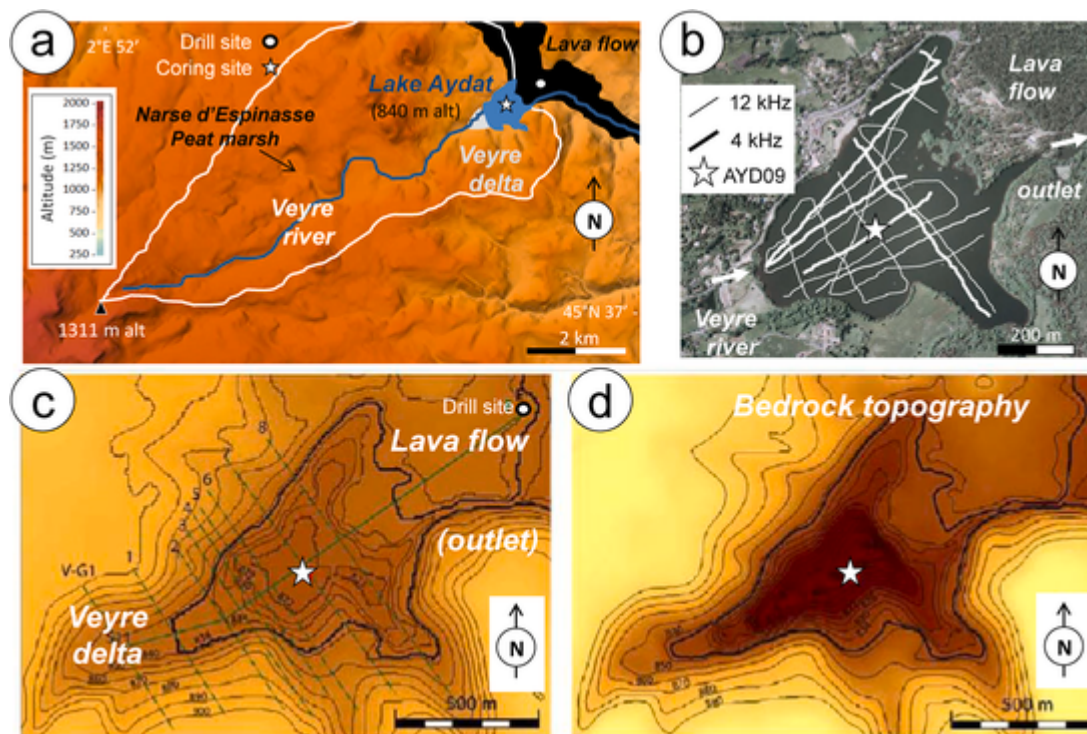 a
2°E 52'
Drill site
Coring site
Lava flow
Lake Aydat
(840 m alt)
Narse d'Espinasse
Peat marsh
Altitude (m)
2000
1750
1500
1250
1000
750
500
250
Veyre
delta
Veyre
river
N
1311 m alt
45°N 37'
2 km
b
12 kHz
4 kHz
AYD09
Lava
flow
outlet
N
Veyre
river
200 m
c
Drill site
Lava flow
8
6
5
4
3
2
1
V-G1
(outlet)
Veyre
delta
N
500 m
d
Bedrock topography
N
500 m